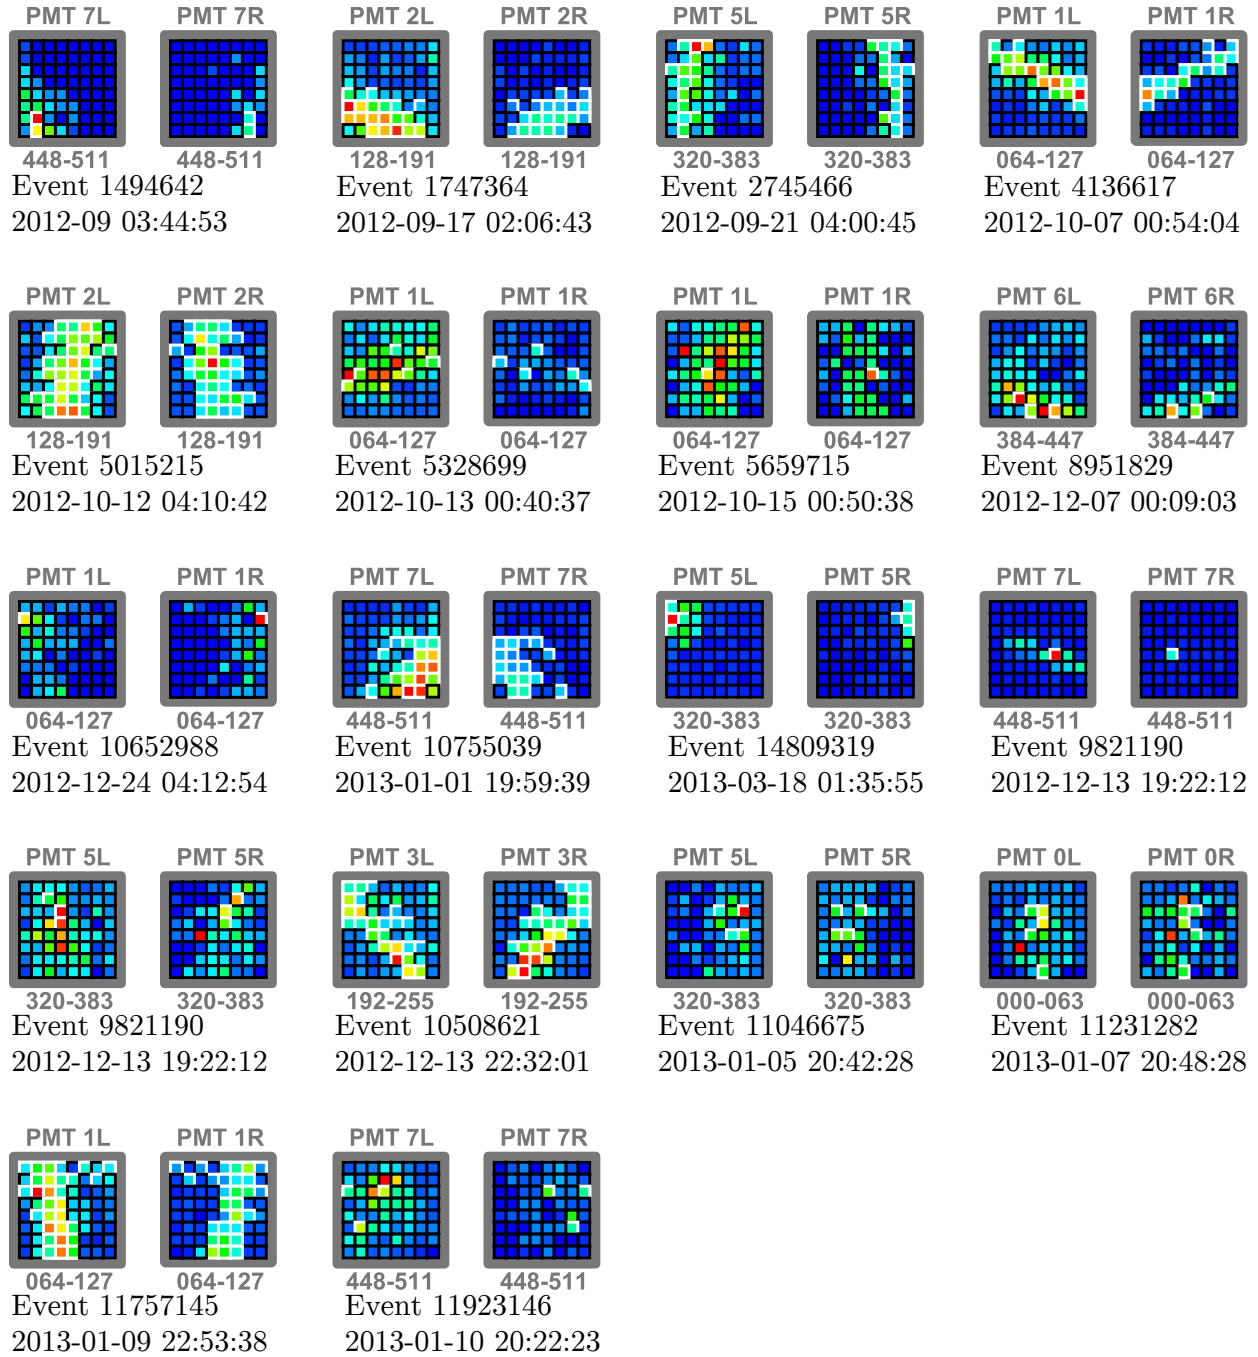 PMT 7L PMT 7R PMT 2L PMT 2R PMT 5L PMT 5R PMT 1L PMT 1R
448-511 448-511 128-191 128-191 320-383 320-383 064-127 064-127
Event 1494642 Event 1747364 Event 2745466 Event 4136617
2012-09 03:44:53 2012-09-17 02:06:43 2012-09-21 04:00:45 2012-10-07 00:54:04
PMT 2L PMT 2R PMT 1L PMT 1R PMT 1L PMT 1R PMT 6L PMT 6R
128-191 128-191 064-127 064-127 064-127 064-127 384-447 384-447
Event 5015215 Event 5328699 Event 5659715 Event 8951829
2012-10-12 04:10:42 2012-10-13 00:40:37 2012-10-15 00:50:38 2012-12-07 00:09:03
PMT 1L PMT 1R PMT 7L PMT 7R PMT 5L PMT 5R PMT 7L PMT 7R
064-127 064-127 448-511 448-511 320-383 320-383 448-511 448-511
Event 10652988 Event 10755039 Event 14809319 Event 9821190
2012-12-24 04:12:54 2013-01-01 19:59:39 2013-03-18 01:35:55 2012-12-13 19:22:12
PMT 5L PMT 5R PMT 3L PMT 3R PMT 5L PMT 5R PMT 0L PMT 0R
320-383 320-383 192-255 192-255 320-383 320-383 000-063 000-063
Event 9821190 Event 10508621 Event 11046675 Event 11231282
2012-12-13 19:22:12 2012-12-13 22:32:01 2013-01-05 20:42:28 2013-01-07 20:48:28
PMT 1L PMT 1R PMT 7L PMT 7R
064-127 064-127 448-511 448-511
Event 11757145 Event 11923146
2013-01-09 22:53:38 2013-01-10 20:22:23